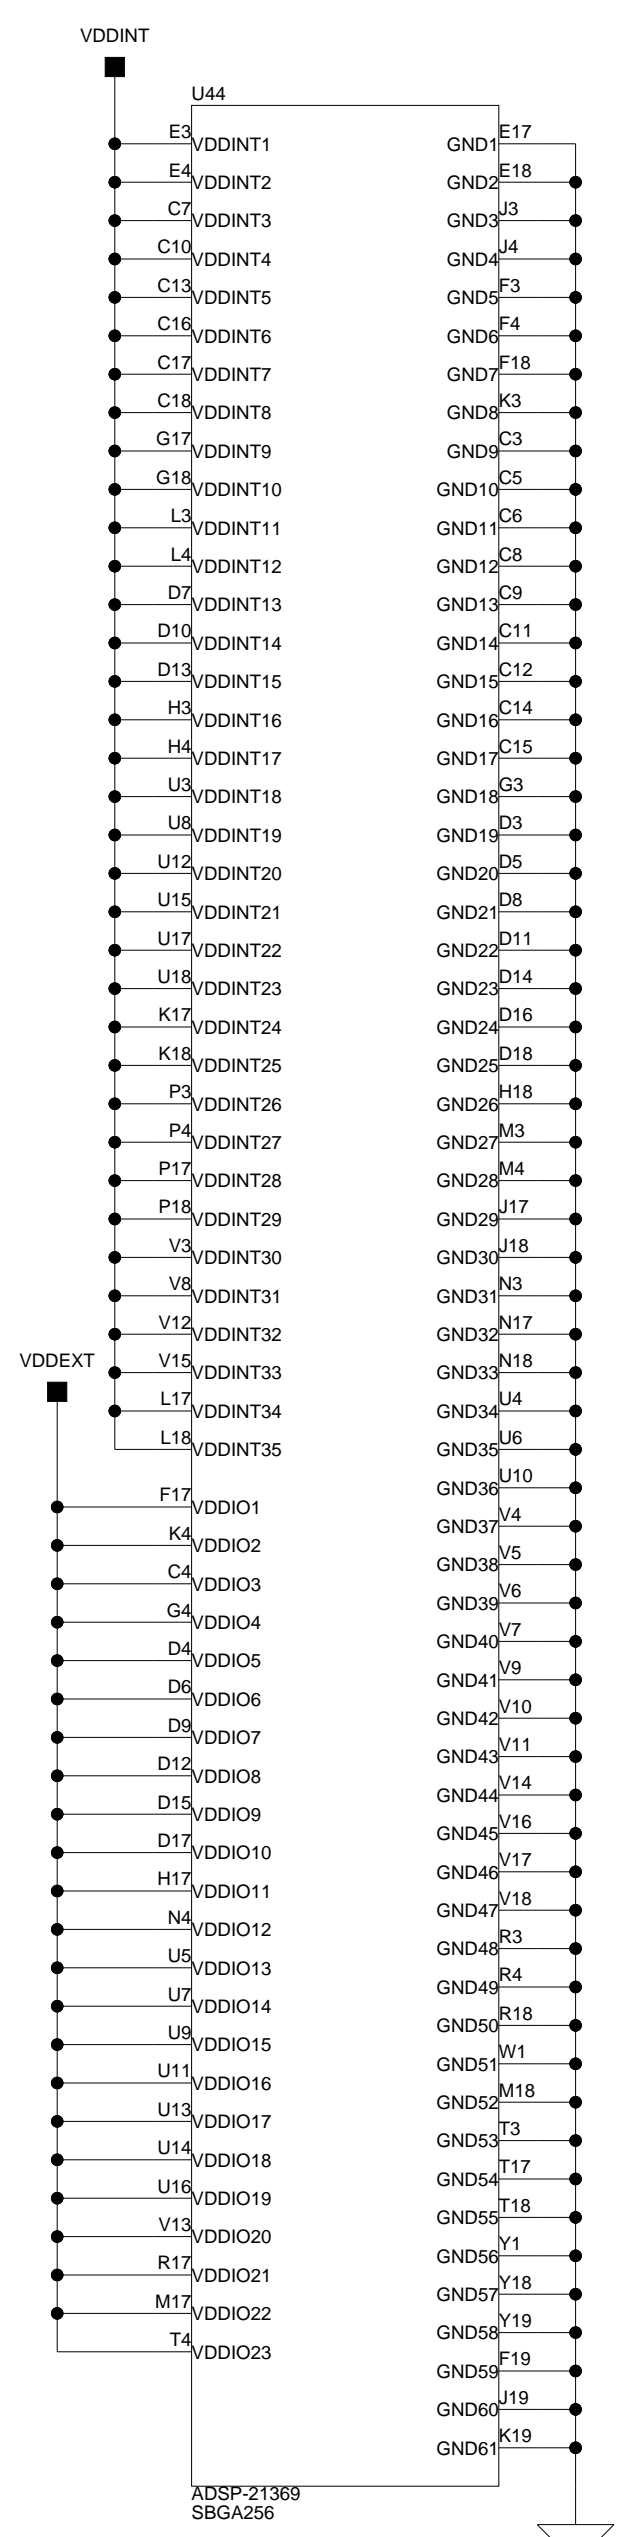 VDDINT
U44
E3 VDDINT1 GND1 E17
E4 VDDINT2 GND2 E18
C7 VDDINT3 GND3 J3
C10 VDDINT4 GND4 J4
C13 VDDINT5 GND5 F3
C16 VDDINT6 GND6 F4
C17 VDDINT7 GND7 F18
C18 VDDINT8 GND8 K3
G17 VDDINT9 GND9 C3
G18 VDDINT10 GND10 C5
L3 VDDINT11 GND11 C6
L4 VDDINT12 GND12 C8
D7 VDDINT13 GND13 C9
D10 VDDINT14 GND14 C11
D13 VDDINT15 GND15 C12
H3 VDDINT16 GND16 C14
H4 VDDINT17 GND17 C15
U3 VDDINT18 GND18 G3
U8 VDDINT19 GND19 D3
U12 VDDINT20 GND20 D5
U15 VDDINT21 GND21 D8
U17 VDDINT22 GND22 D11
U18 VDDINT23 GND23 D14
K17 VDDINT24 GND24 D16
K18 VDDINT25 GND25 D18
P3 VDDINT26 GND26 H18
P4 VDDINT27 GND27 M3
P17 VDDINT28 GND28 M4
P18 VDDINT29 GND29 J17
V3 VDDINT30 GND30 J18
V8 VDDINT31 GND31 N3
V12 VDDINT32 GND32 N17
VDDEXT
V15 VDDINT33 GND33 N18
L17 VDDINT34 GND34 U4
L18 VDDINT35 GND35 U6
GND36 U10
F17 VDDIO1 GND37 V4
K4 VDDIO2 GND38 V5
C4 VDDIO3 GND39 V6
G4 VDDIO4 GND40 V7
D4 VDDIO5 GND41 V9
D6 VDDIO6 GND42 V10
D9 VDDIO7 GND43 V11
D12 VDDIO8 GND44 V14
D15 VDDIO9 GND45 V16
D17 VDDIO10 GND46 V17
H17 VDDIO11 GND47 V18
N4 VDDIO12 GND48 R3
U5 VDDIO13 GND49 R4
U7 VDDIO14 GND50 R18
U9 VDDIO15 GND51 W1
U11 VDDIO16 GND52 M18
U13 VDDIO17 GND53 T3
U14 VDDIO18 GND54 T17
U16 VDDIO19 GND55 T18
V13 VDDIO20 GND56 Y1
R17 VDDIO21 GND57 Y18
M17 VDDIO22 GND58 Y19
T4 VDDIO23 GND59 F19
GND60 J19
GND61 K19
ADSP-21369
SBGA256